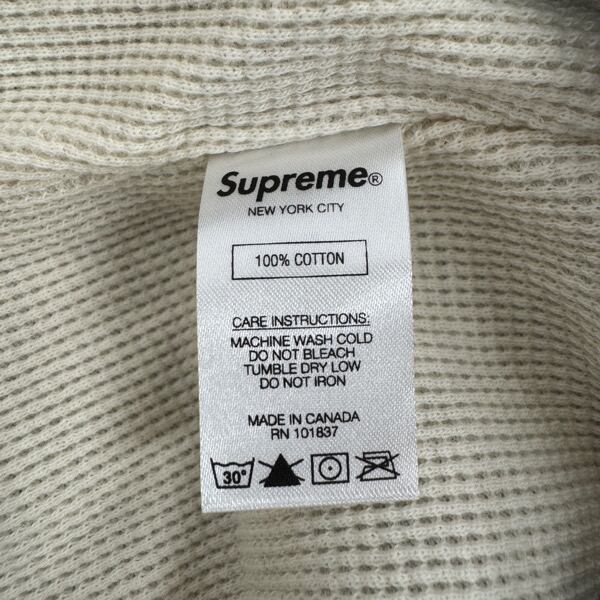 Supreme®
NEW YORK CITY
100% COTTON
CARE INSTRUCTIONS:
MACHINE WASH COLD
DO NOT BLEACH
TUMBLE DRY LOW
DO NOT IRON
MADE IN CANADA
RN 101837
30°